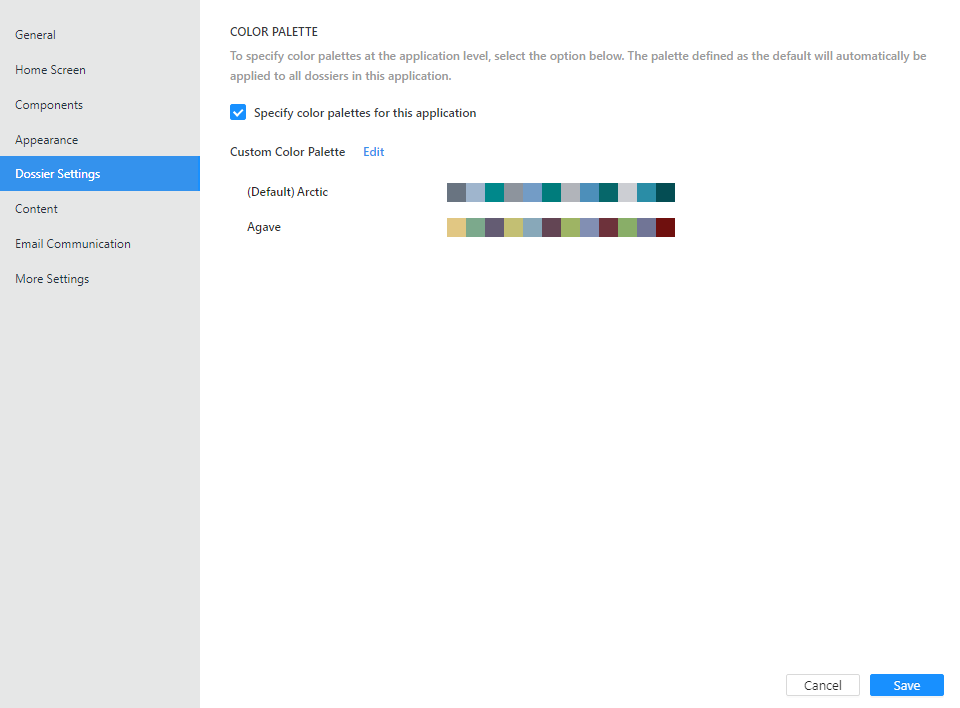 General
Home Screen
Components
Appearance
Dossier Settings
Content
Email Communication
More Settings
COLOR PALETTE
To specify color palettes at the application level, select the option below. The palette defined as the default will automatically be
applied to all dossiers in this application.
Specify color palettes for this application
Custom Color Palette Edit
(Default) Arctic
Agave
Cancel Save